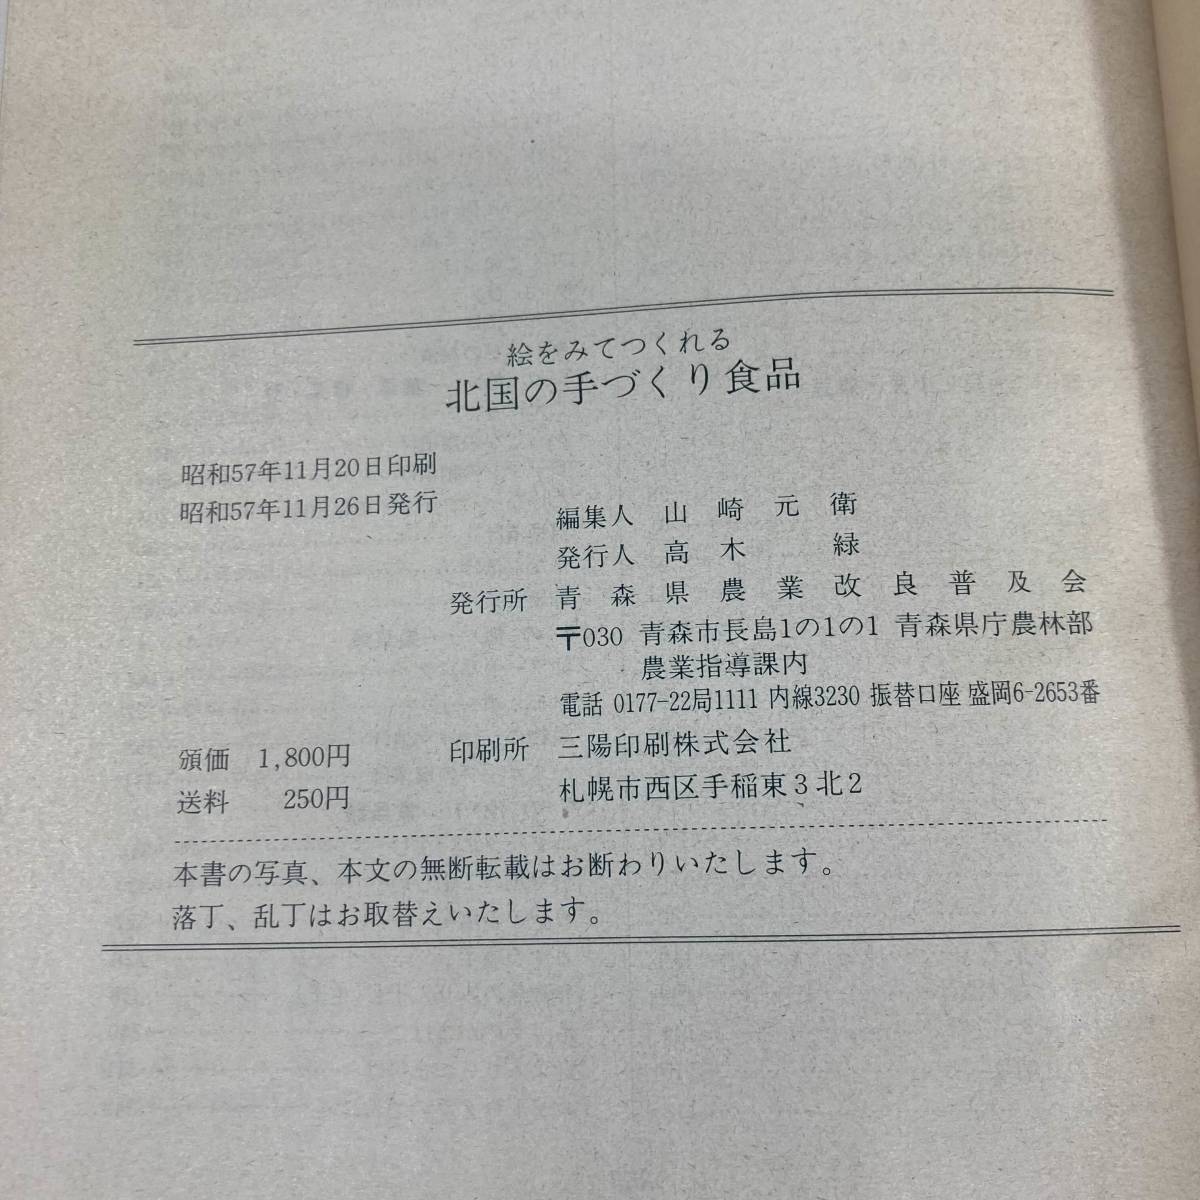 絵をみてつくれる
北国の手づくり食品
昭和57年11月20日印刷
昭和57年11月26日発行
編集人 山崎元衛
発行人 高木緑
発行所 青森県農業改良普及会
〒030 青森市長島1の1の1 青森県庁農林部
農業指導課内
電話 0177-22局1111 内線3230 振替口座 盛岡6-2653番
頒価 1,800円
送料 250円
印刷所 三陽印刷株式会社
札幌市西区手稲東3北2
本書の写真、本文の無断転載はお断わりいたします。
落丁、乱丁はお取替えいたします。